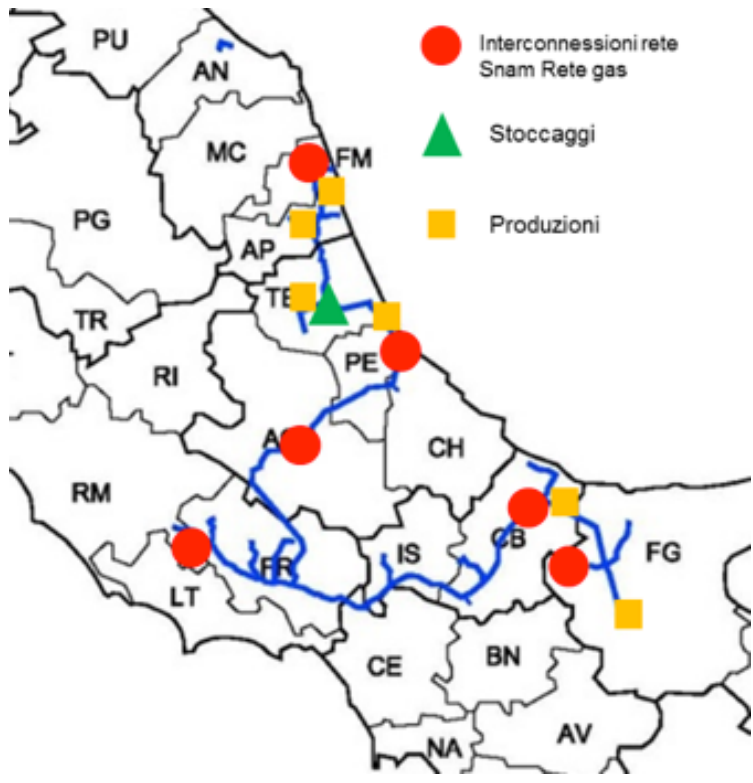 PU
Interconnessioni rete
Snam Rete gas
AN
Stoccaggi
MC
FM
PG
Produzioni
AP
TE
TR
PE
RI
CH
RM
CB
IS
FG
FR
LT
CE
BN
AV
NA